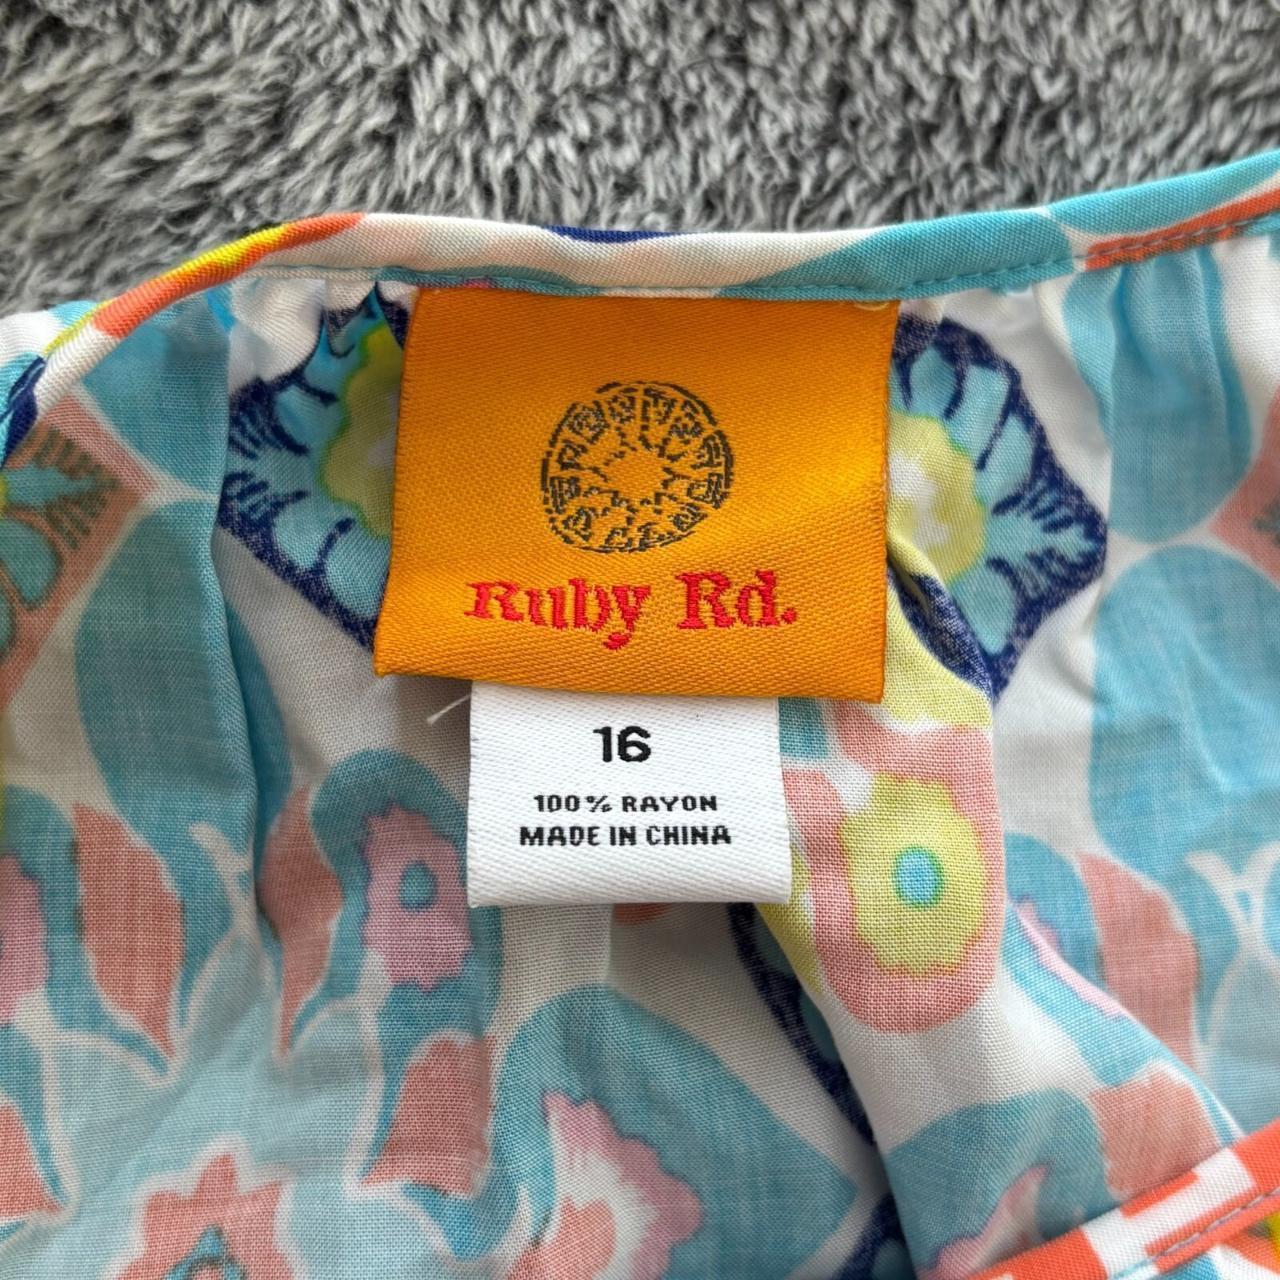 Ruby Rd.
16
100% RAYON
MADE IN CHINA